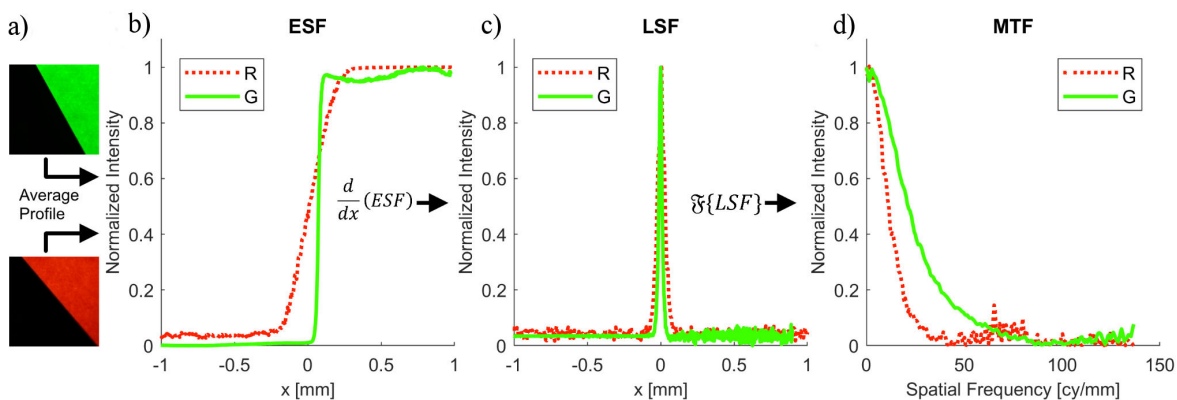 a)
Average
Profile
b)
ESF
R
G
Normalized Intensity
1
0.8
0.6
0.4
0.2
0
-1
-0.5
0
0.5
1
x [mm]
d/dx (ESF)
c)
LSF
R
G
Normalized Intensity
1
0.8
0.6
0.4
0.2
0
-1
-0.5
0
0.5
1
x [mm]
𝔉{LSF}
d)
MTF
R
G
Normalized Intensity
1
0.8
0.6
0.4
0.2
0
0
50
100
150
Spatial Frequency [cy/mm]